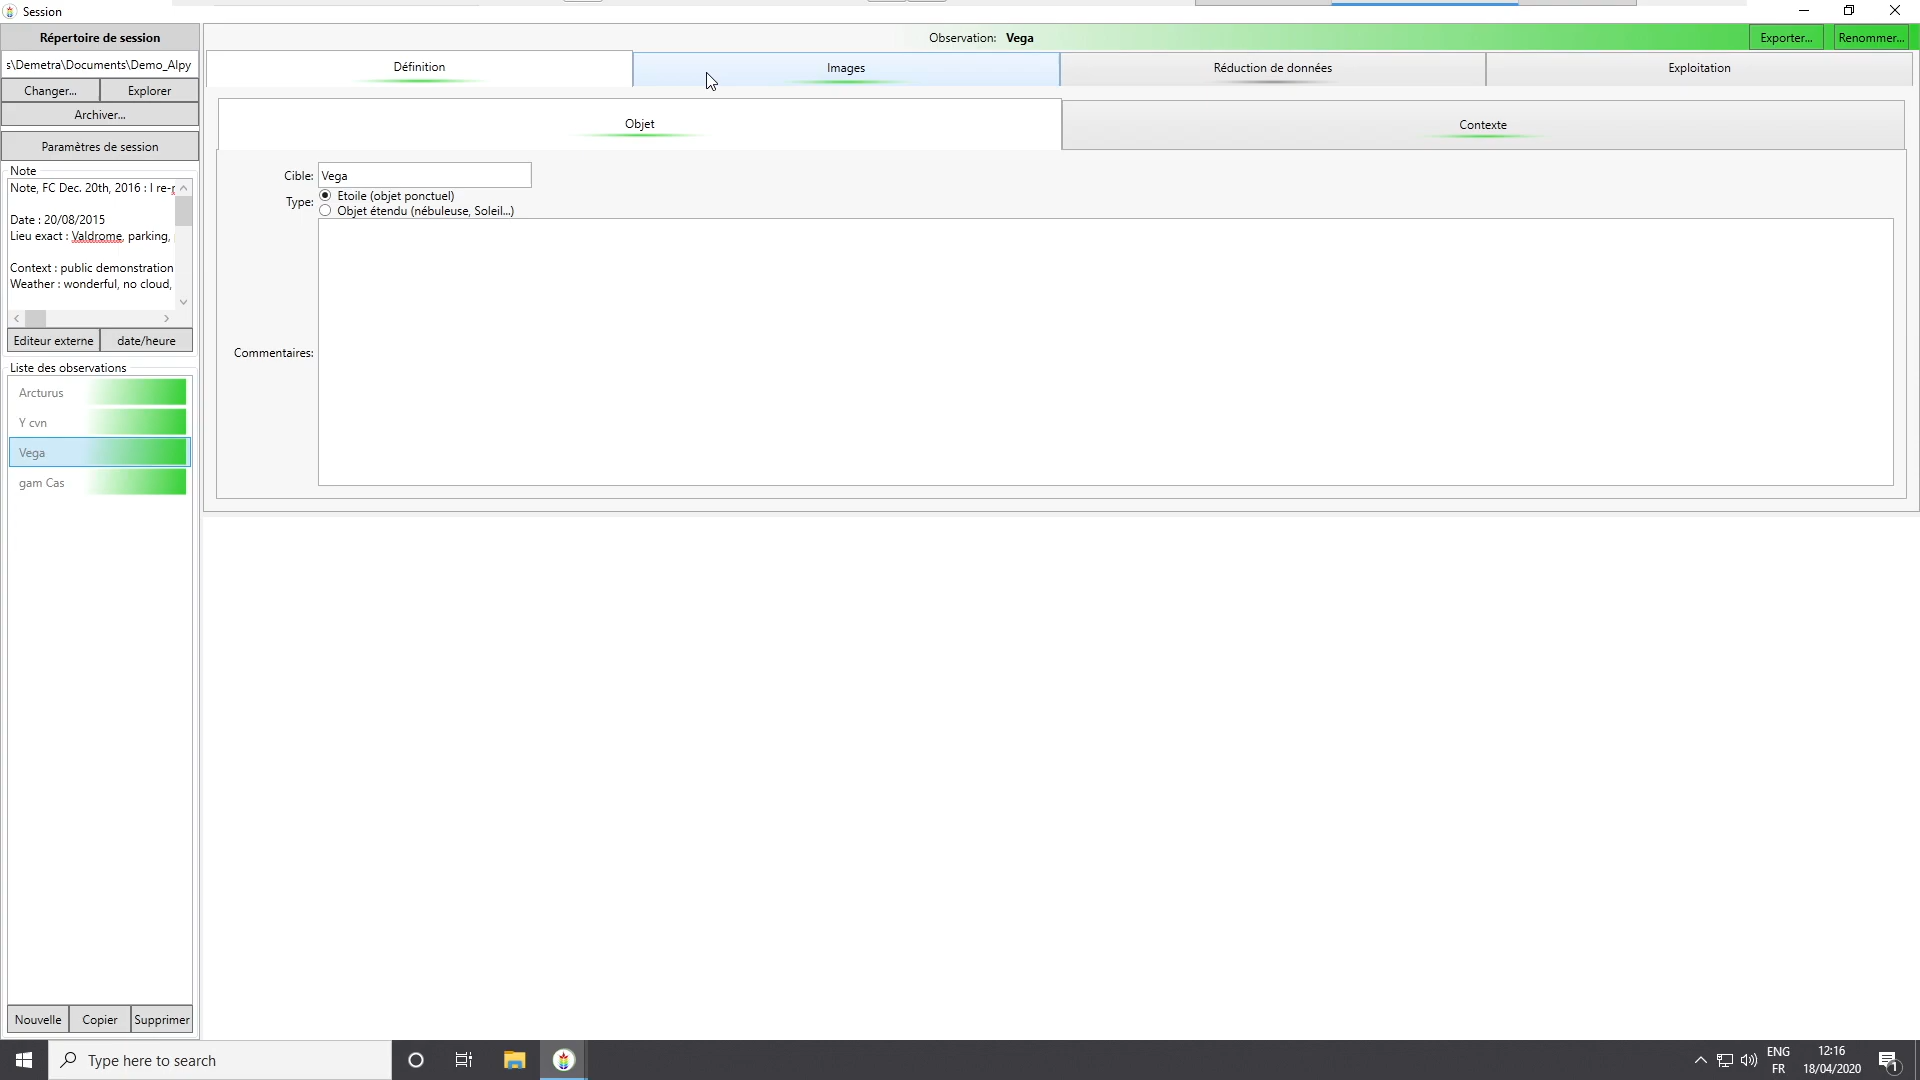 Session
Répertoire de session
s\Demetra\Documents\Demo_Alpy
Changer...
Explorer
Archiver...
Paramètres de session
Note
Note, FC Dec. 20th, 2016 : I re-
Date : 20/08/2015
Lieu exact : Valdrome, parking,
Context : public demonstration
Weather : wonderful, no cloud,
Editeur externe
date/heure
Liste des observations
Arcturus
Y cvn
Vega
gam Cas
Nouvelle
Copier
Supprimer
Observation: Vega
Exporter...
Renommer...
Définition
Images
Réduction de données
Exploitation
Objet
Contexte
Cible: Vega
Type:
Etoile (objet ponctuel)
Objet étendu (nébuleuse, Soleil...)
Commentaires:
Type here to search
ENG
FR
12:16
18/04/2020
1